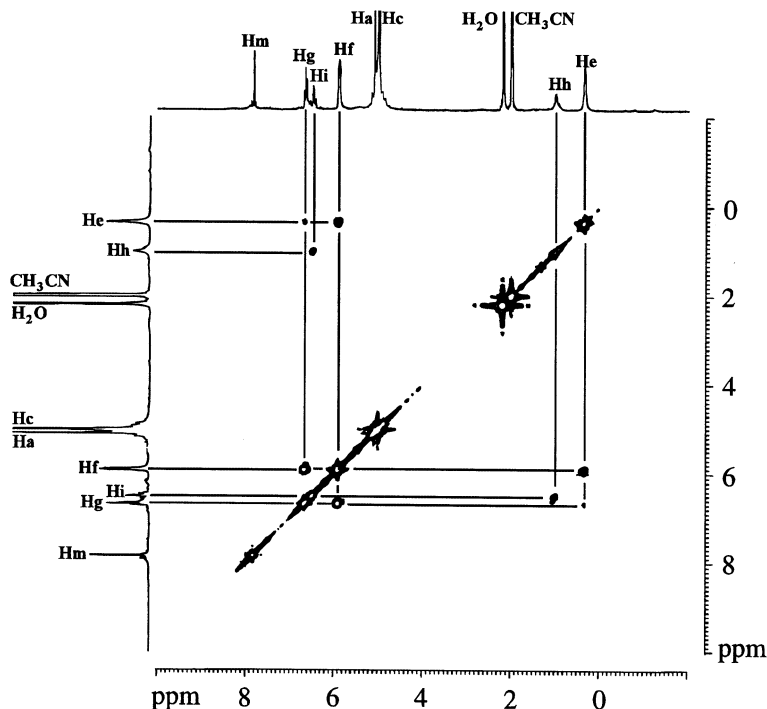 Ha Hc
H2O CH3CN
Hm
Hg
Hf
Hi
He
Hh
He
Hh
CH3CN
H2O
Hc
Ha
Hf
Hi
Hg
Hm
0
2
4
6
8
ppm
ppm 8 6 4 2 0